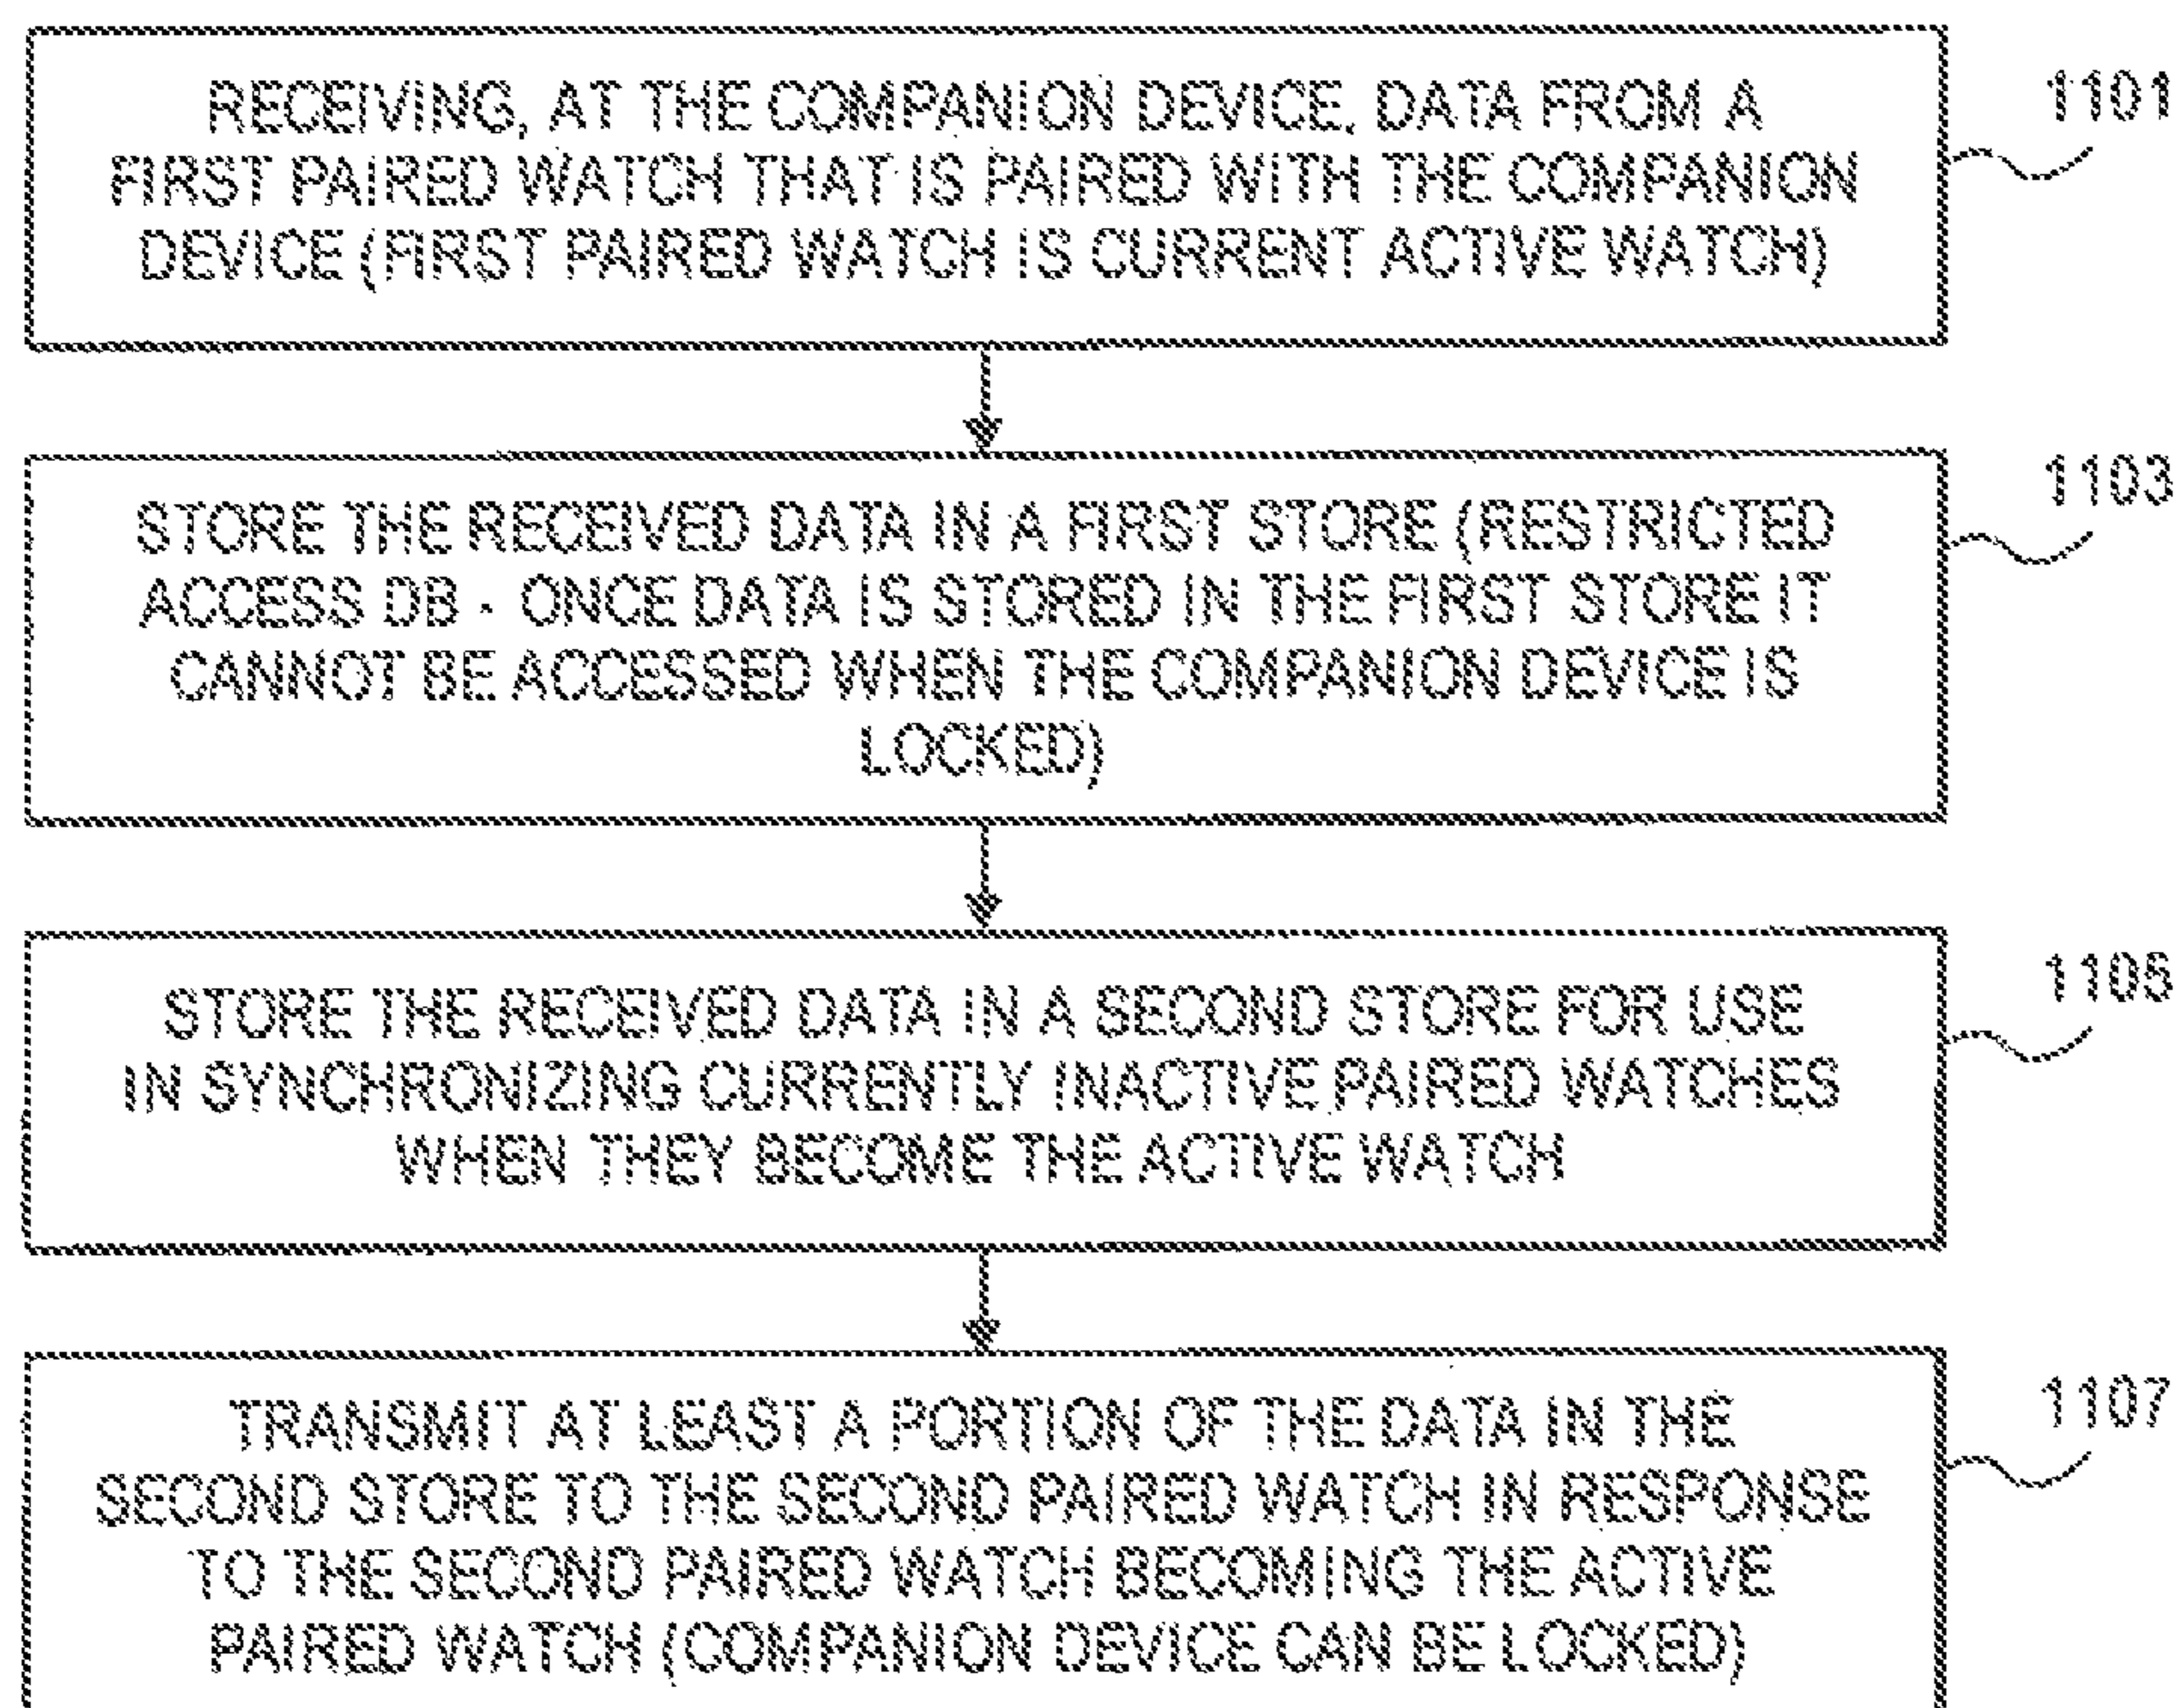 RECEIVING, AT THE COMPANION DEVICE, DATA FROM A
FIRST PAIRED WATCH THAT IS PAIRED WITH THE COMPANION
DEVICE (FIRST PAIRED WATCH IS CURRENT ACTIVE WATCH)
1101
STORE THE RECEIVED DATA IN A FIRST STORE (RESTRICTED
ACCESS DB - ONCE DATA IS STORED IN THE FIRST STORE IT
CANNOT BE ACCESSED WHEN THE COMPANION DEVICE IS
LOCKED)
1103
STORE THE RECEIVED DATA IN A SECOND STORE FOR USE
IN SYNCHRONIZING CURRENTLY INACTIVE PAIRED WATCHES
WHEN THEY BECOME THE ACTIVE WATCH
1105
TRANSMIT AT LEAST A PORTION OF THE DATA IN THE
SECOND STORE TO THE SECOND PAIRED WATCH IN RESPONSE
TO THE SECOND PAIRED WATCH BECOMING THE ACTIVE
PAIRED WATCH (COMPANION DEVICE CAN BE LOCKED)
1107